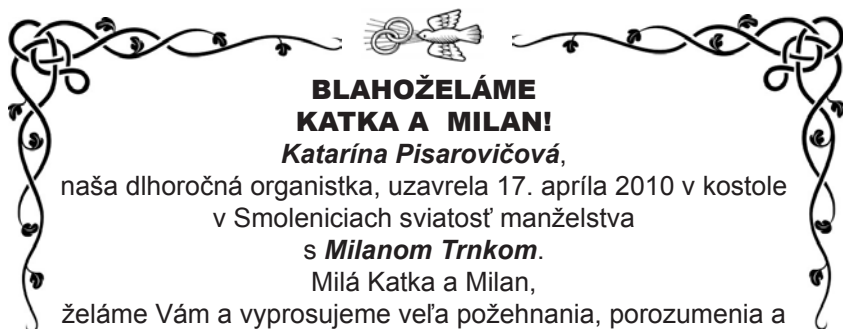 BLAHOŽELÁME
KATKA A MILAN!
Katarína Pisarovičová,
naša dlhoročná organistka, uzavrela 17. apríla 2010 v kostole
v Smoleniciach sviatosť manželstva
s Milanom Trnkom.
Milá Katka a Milan,
želáme Vám a vyprosujeme veľa požehnania, porozumenia a